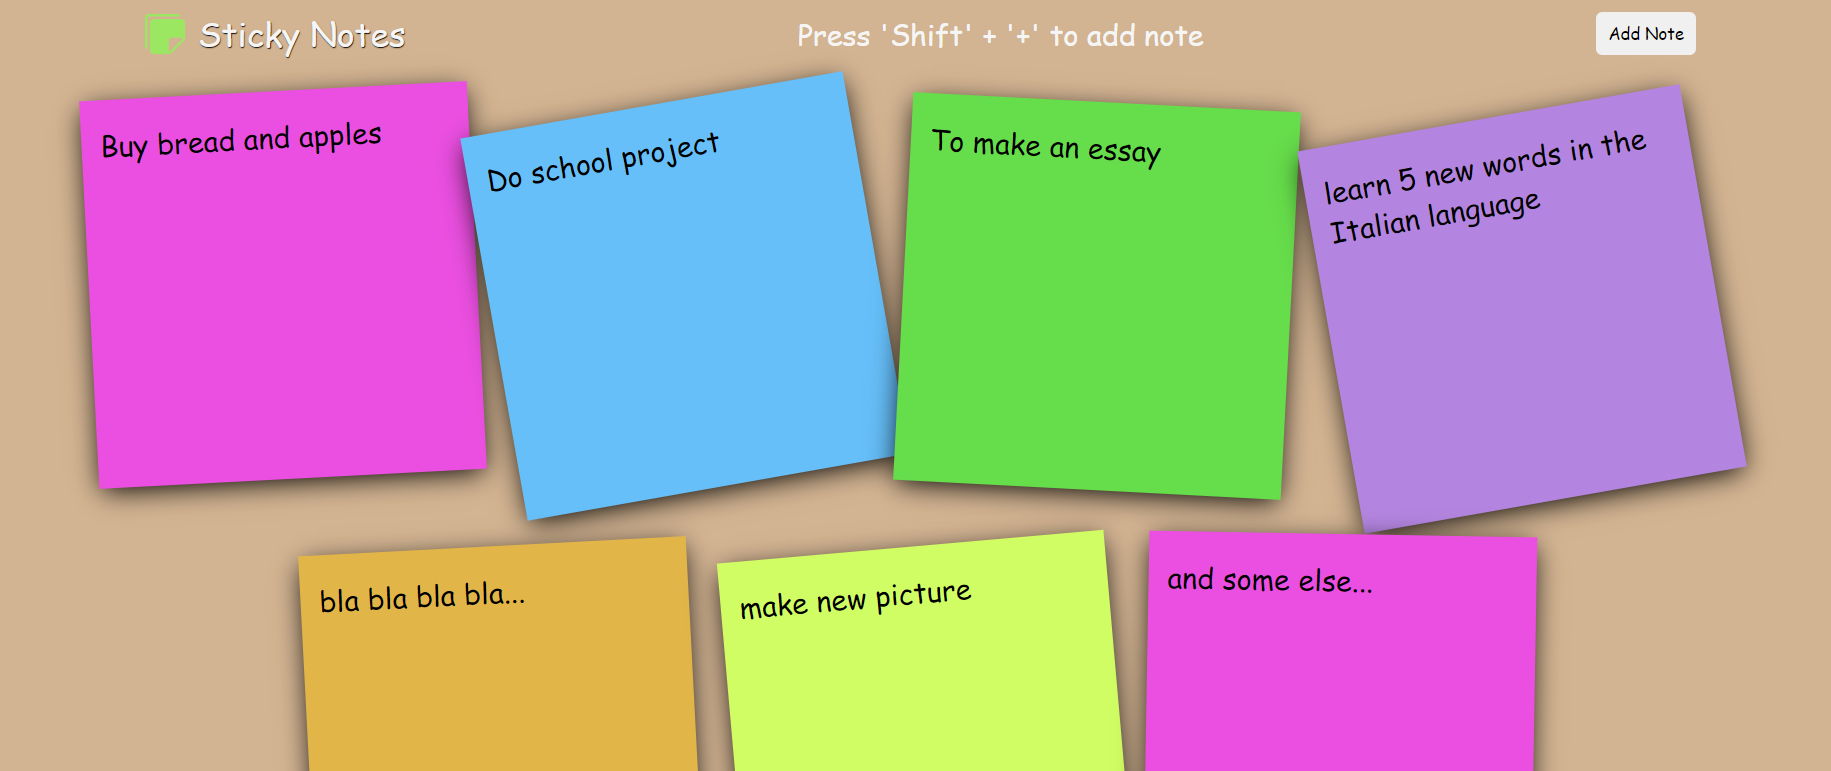 Sticky Notes
Press 'Shift' + '+' to add note
Add Note
Buy bread and apples
Do school project
To make an essay
learn 5 new words in the
Italian language
bla bla bla bla...
make new picture
and some else...